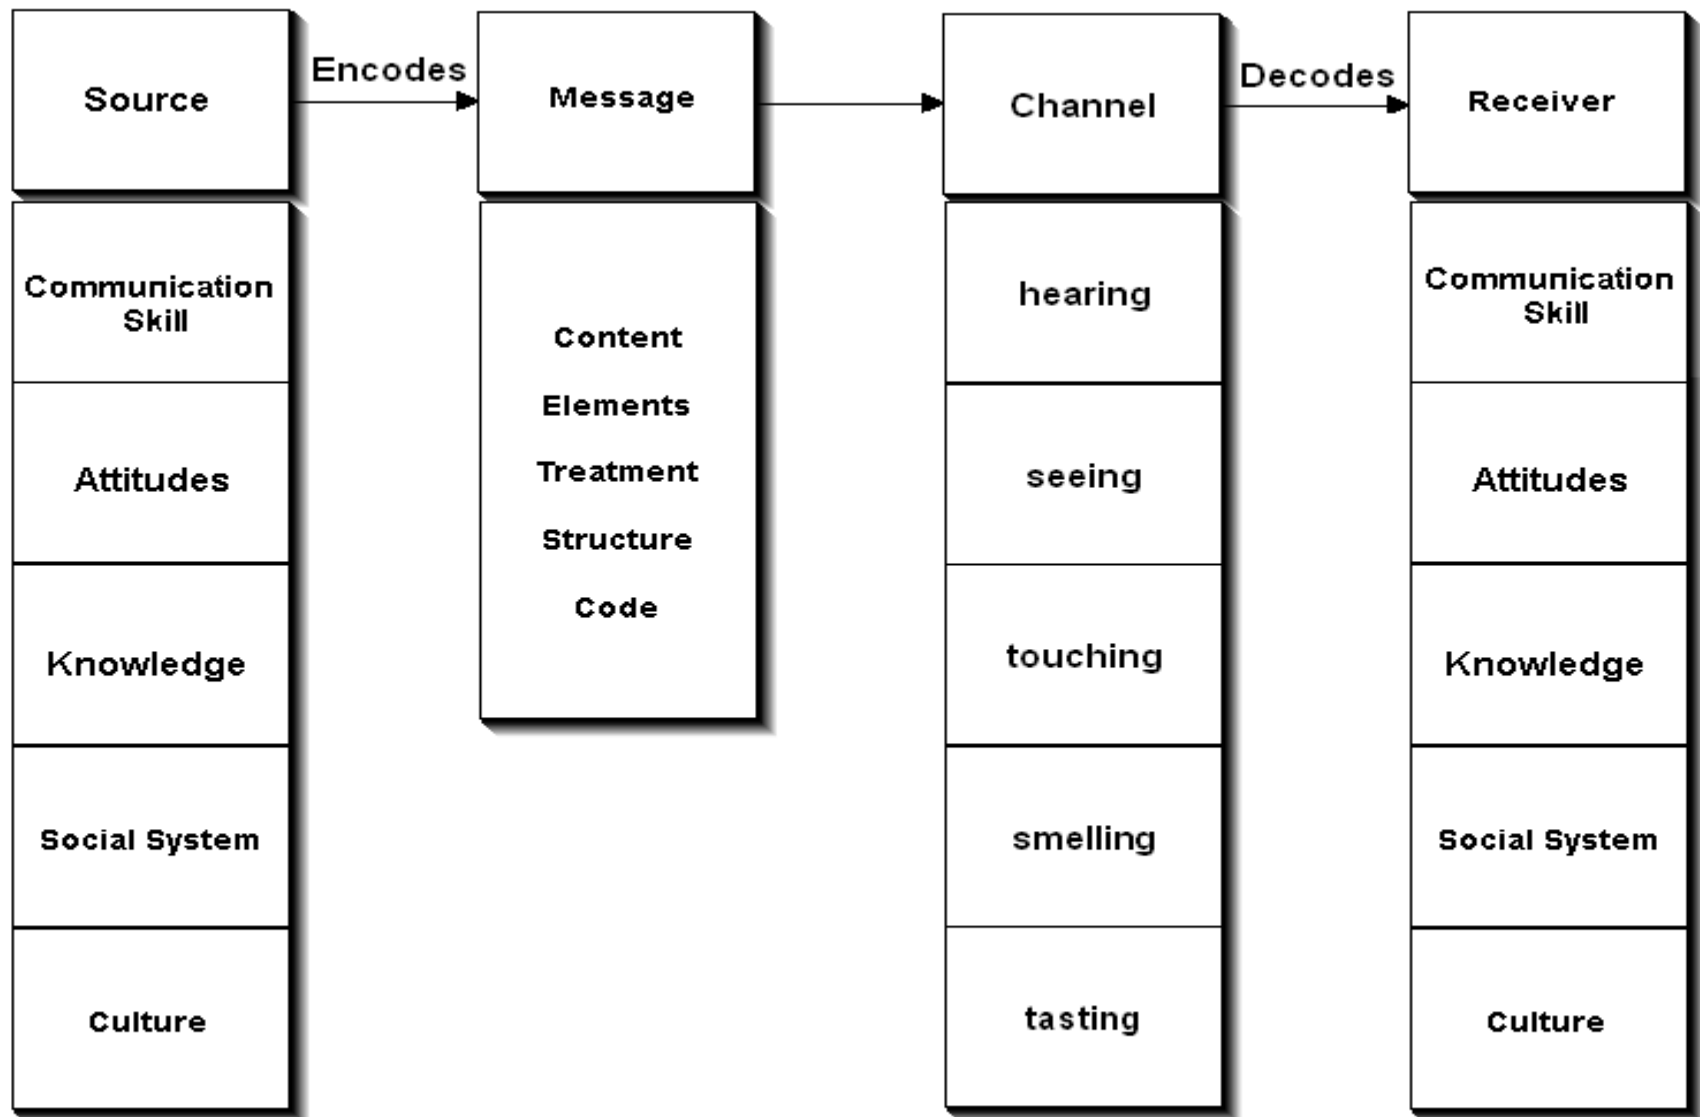 Source
Encodes
Message
Channel
Decodes
Receiver
Communication
Skill
Attitudes
Knowledge
Social System
Culture
Content
Elements
Treatment
Structure
Code
hearing
seeing
touching
smelling
tasting
Communication
Skill
Attitudes
Knowledge
Social System
Culture